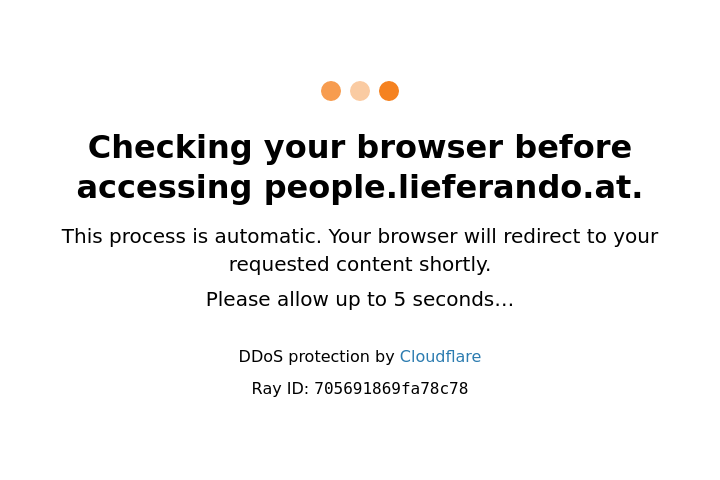 Checking your browser before
accessing people.lieferando.at.
This process is automatic. Your browser will redirect to your
requested content shortly.
Please allow up to 5 seconds…
DDoS protection by Cloudflare
Ray ID: 705691869fa78c78